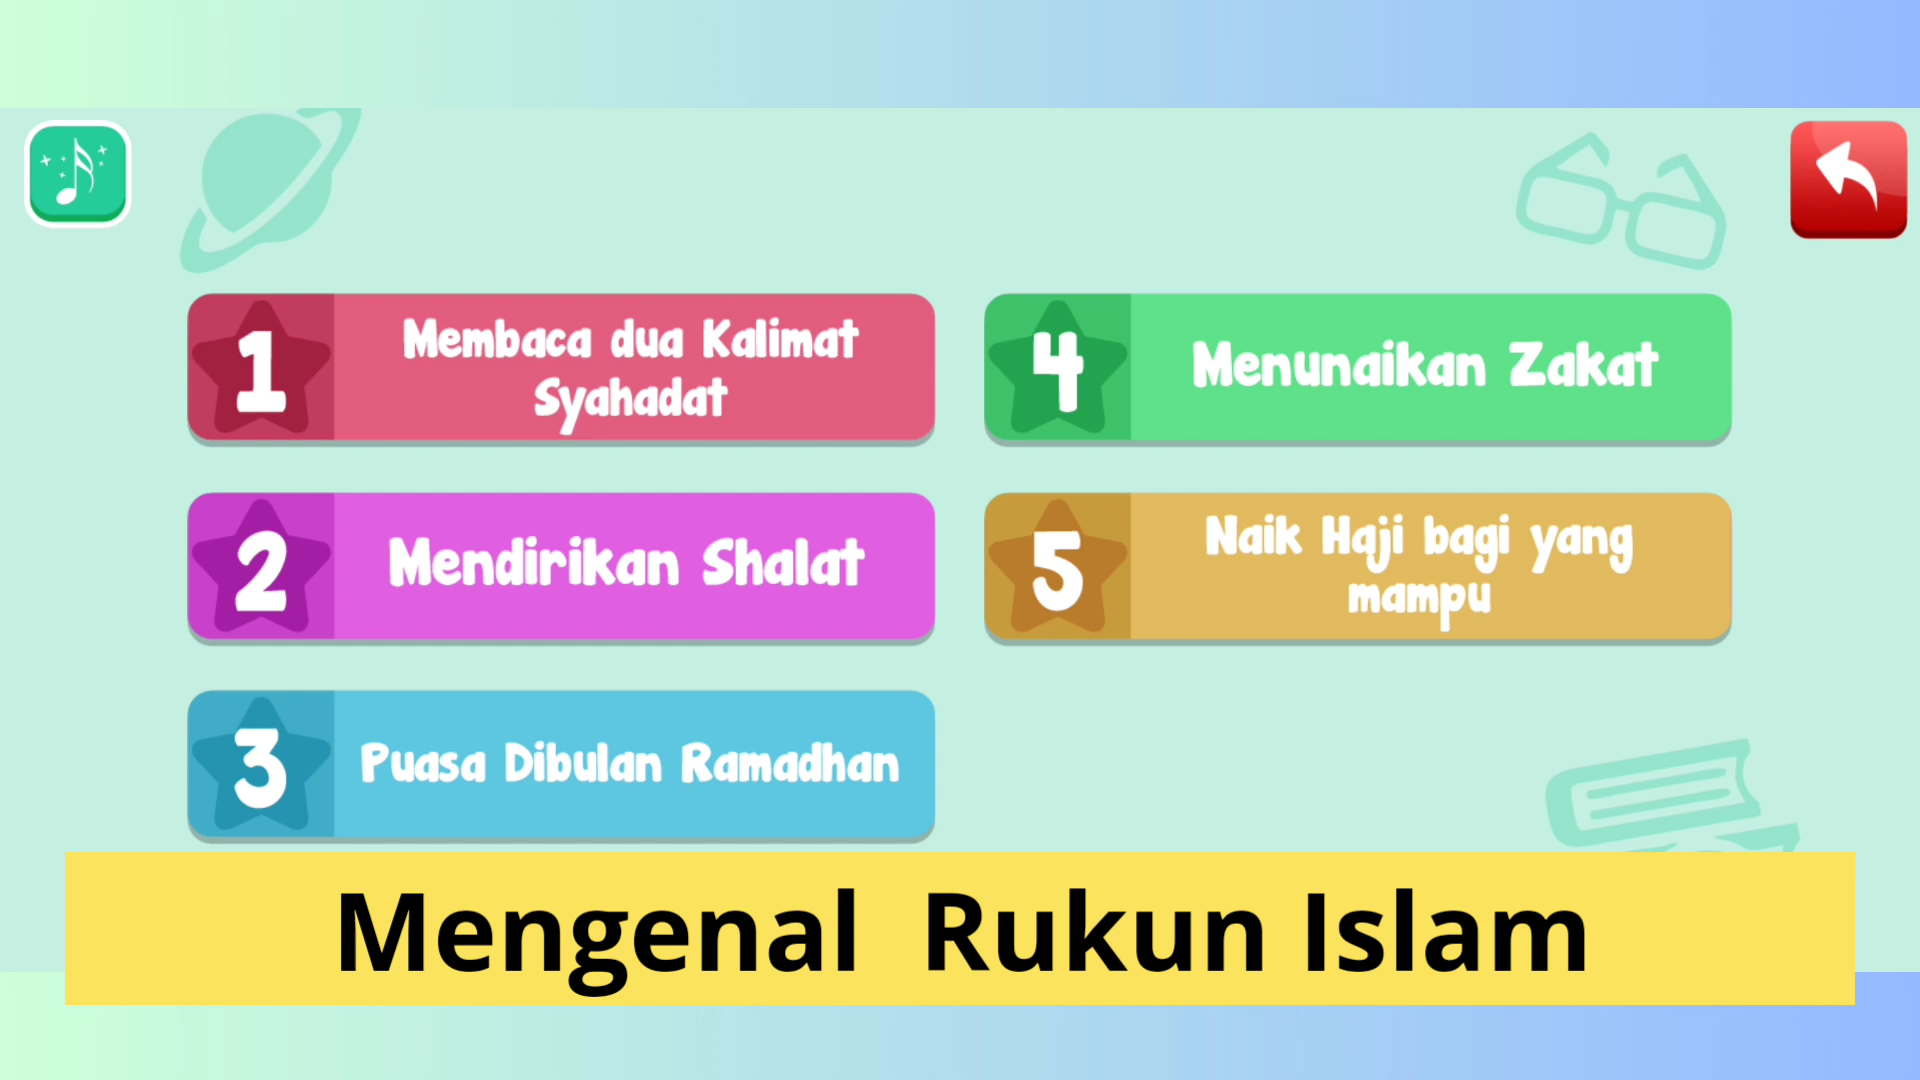 1
Membaca dua Kalimat
Syahadat
2
Mendirikan Shalat
3
Puasa Dibulan Ramadhan
4
Menunaikan Zakat
5
Naik Haji bagi yang
mampu
Mengenal Rukun Islam